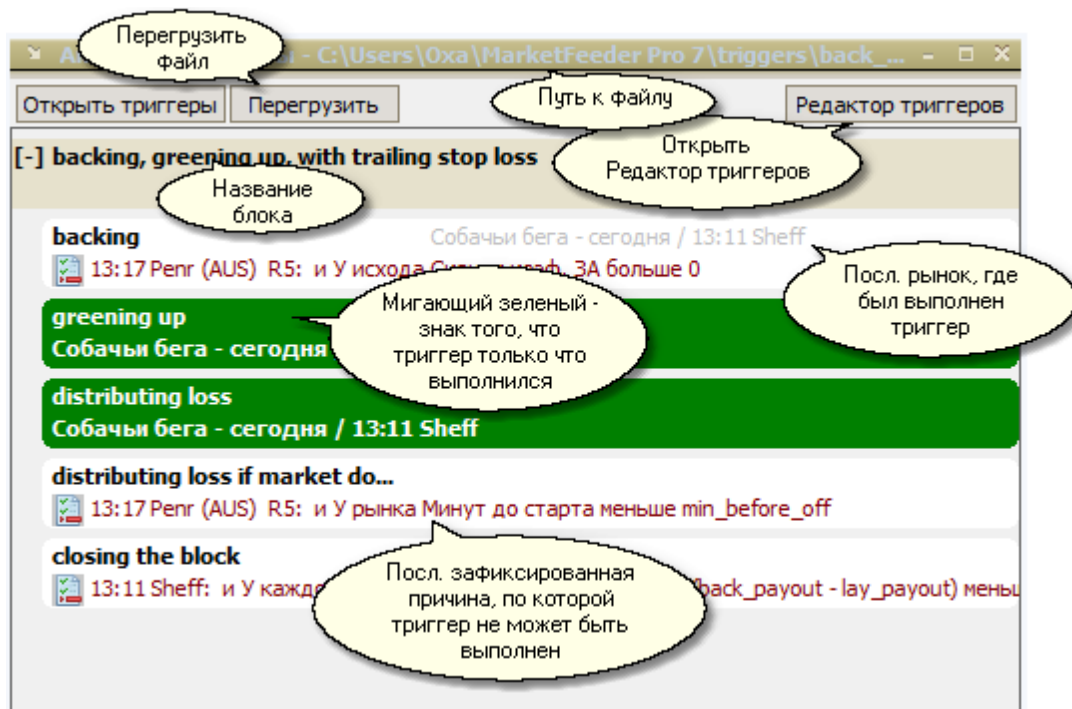 Перегрузить
файл
- C:\Users\Oxa\MarketFeeder Pro 7\triggers\back_...
Открыть триггеры
Перегрузить
Путь к файлу
Редактор триггеров
Открыть
Редактор триггеров
[-] backing, greening up, with trailing stop loss
Название
блока
backing
Собачьи бега - сегодня / 13:11 Sheff
13:17 Penr (AUS) R5: и У исхода ЗА больше 0
Посл. рынок, где
был выполнен
триггер
Мигающий зеленый -
знак того, что
триггер только что
выполнился
greening up
Собачьи бега - сегодня
distributing loss
Собачьи бега - сегодня / 13:11 Sheff
distributing loss if market do...
13:17 Penr (AUS) R5: и У рынка Минут до старта меньше min_before_off
closing the block
13:11 Sheff: и У back_payout - lay_payout)
Посл. зафиксированная
причина, по которой
триггер не может быть
выполнен